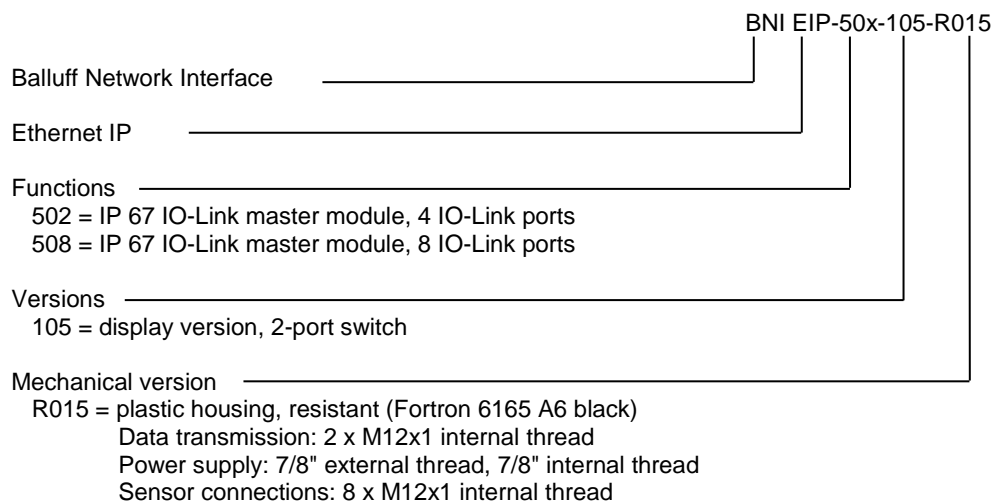 BNI EIP-50x-105-R015
Balluff Network Interface
Ethernet IP
Functions
502 = IP 67 IO-Link master module, 4 IO-Link ports
508 = IP 67 IO-Link master module, 8 IO-Link ports
Versions
105 = display version, 2-port switch
Mechanical version
R015 = plastic housing, resistant (Fortron 6165 A6 black)
Data transmission: 2 x M12x1 internal thread
Power supply: 7/8" external thread, 7/8" internal thread
Sensor connections: 8 x M12x1 internal thread